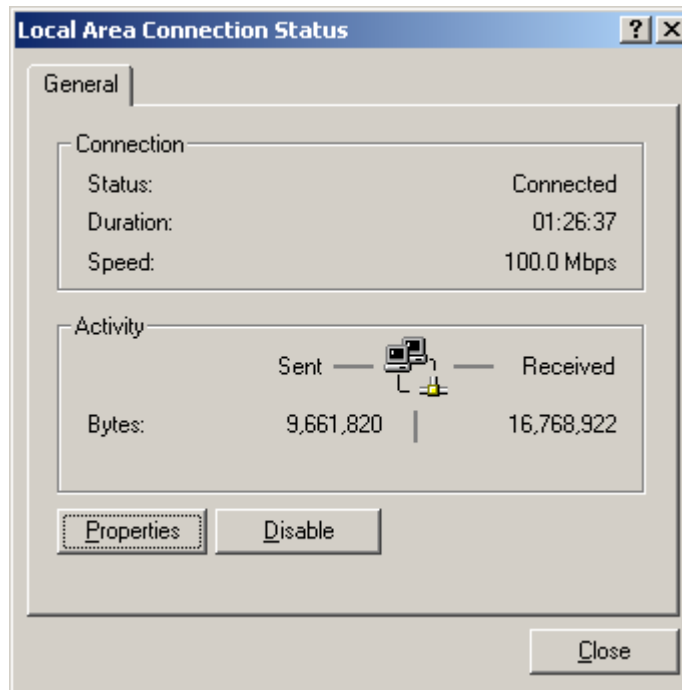 Local Area Connection Status
General
Connection
Status: Connected
Duration: 01:26:37
Speed: 100.0 Mbps
Activity
Sent Received
Bytes: 9,661,820 16,768,922
Properties Disable
Close